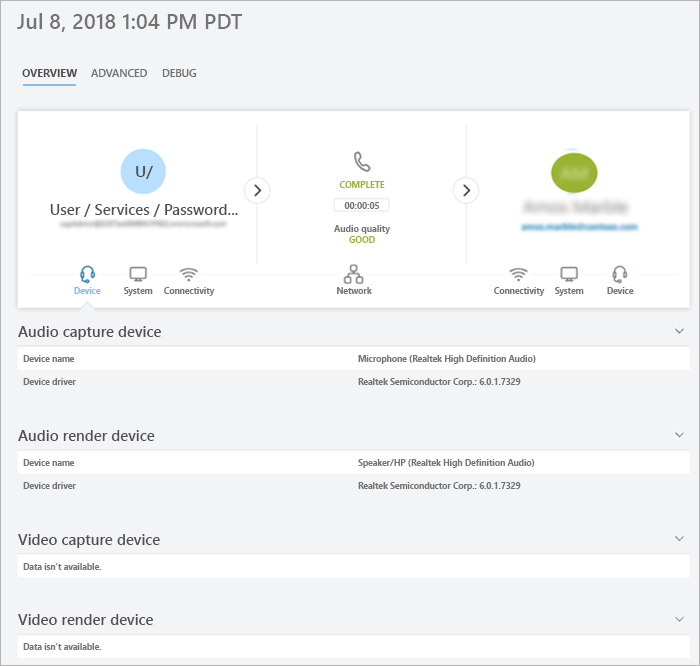 Jul 8, 2018 1:04 PM PDT
OVERVIEW ADVANCED DEBUG
U/
User / Services / Password...
COMPLETE
00:00:05
Audio quality
GOOD
Device System Connectivity Network Connectivity System Device
Audio capture device
Device name Microphone (Realtek High Definition Audio)
Device driver Realtek Semiconductor Corp.: 6.0.1.7329
Audio render device
Device name Speaker/HP (Realtek High Definition Audio)
Device driver Realtek Semiconductor Corp.: 6.0.1.7329
Video capture device
Data isn't available.
Video render device
Data isn't available.